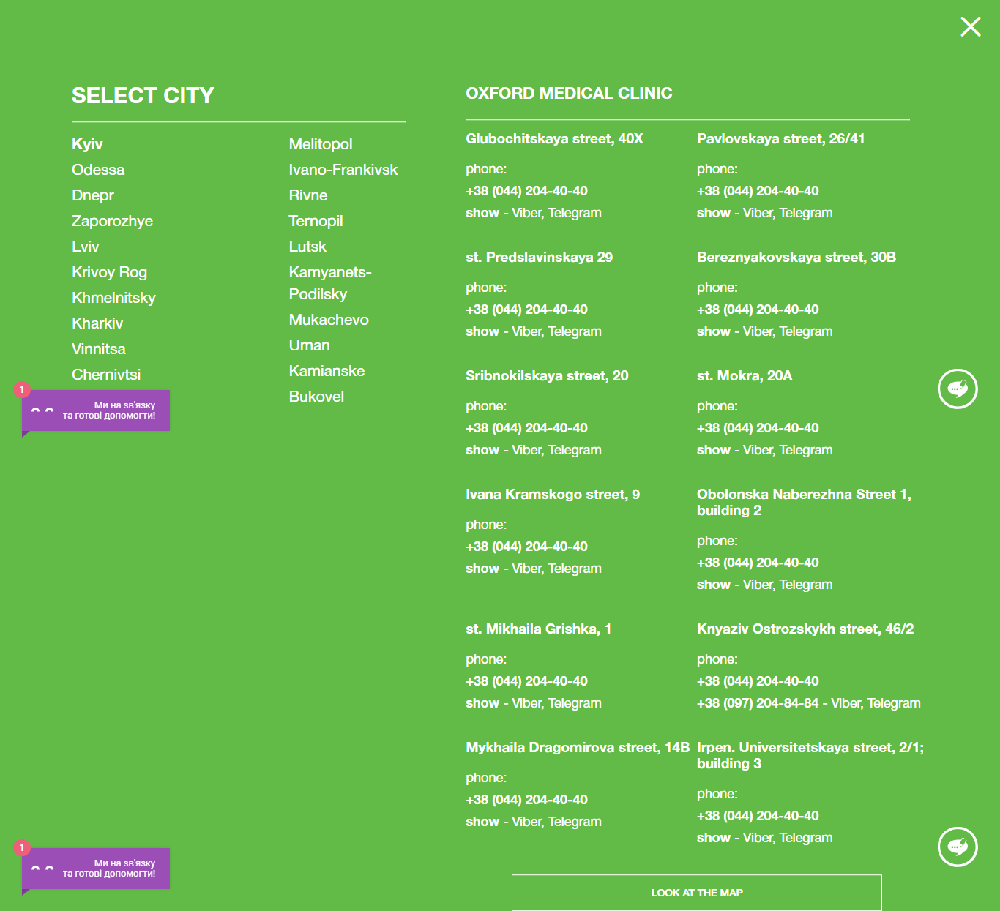 SELECT CITY
Kyiv
Odessa
Dnepr
Zaporozhye
Lviv
Krivoy Rog
Khmelnitsky
Kharkiv
Vinnitsa
Chernivtsi
Melitopol
Ivano-Frankivsk
Rivne
Ternopil
Lutsk
Kamyanets-
Podilsky
Mukachevo
Uman
Kamianske
Bukovel
1
Ми на зв'язку
та готові допомогти!
OXFORD MEDICAL CLINIC
Glubochitskaya street, 40X
phone:
+38 (044) 204-40-40
show - Viber, Telegram
Pavlovskaya street, 26/41
phone:
+38 (044) 204-40-40
show - Viber, Telegram
st. Predslavinskaya 29
phone:
+38 (044) 204-40-40
show - Viber, Telegram
Bereznyakovskaya street, 30B
phone:
+38 (044) 204-40-40
show - Viber, Telegram
Sribnokilskaya street, 20
phone:
+38 (044) 204-40-40
show - Viber, Telegram
st. Mokra, 20A
phone:
+38 (044) 204-40-40
show - Viber, Telegram
Ivana Kramskogo street, 9
phone:
+38 (044) 204-40-40
show - Viber, Telegram
Obolonska Naberezhna Street 1,
building 2
phone:
+38 (044) 204-40-40
show - Viber, Telegram
st. Mikhaila Grishka, 1
phone:
+38 (044) 204-40-40
show - Viber, Telegram
Knyaziv Ostrozskykh street, 46/2
phone:
+38 (044) 204-40-40
+38 (097) 204-84-84 - Viber, Telegram
Mykhaila Dragomirova street, 14B
phone:
+38 (044) 204-40-40
show - Viber, Telegram
Irpen. Universitetskaya street, 2/1;
building 3
phone:
+38 (044) 204-40-40
show - Viber, Telegram
1
Ми на зв'язку
та готові допомогти!
LOOK AT THE MAP